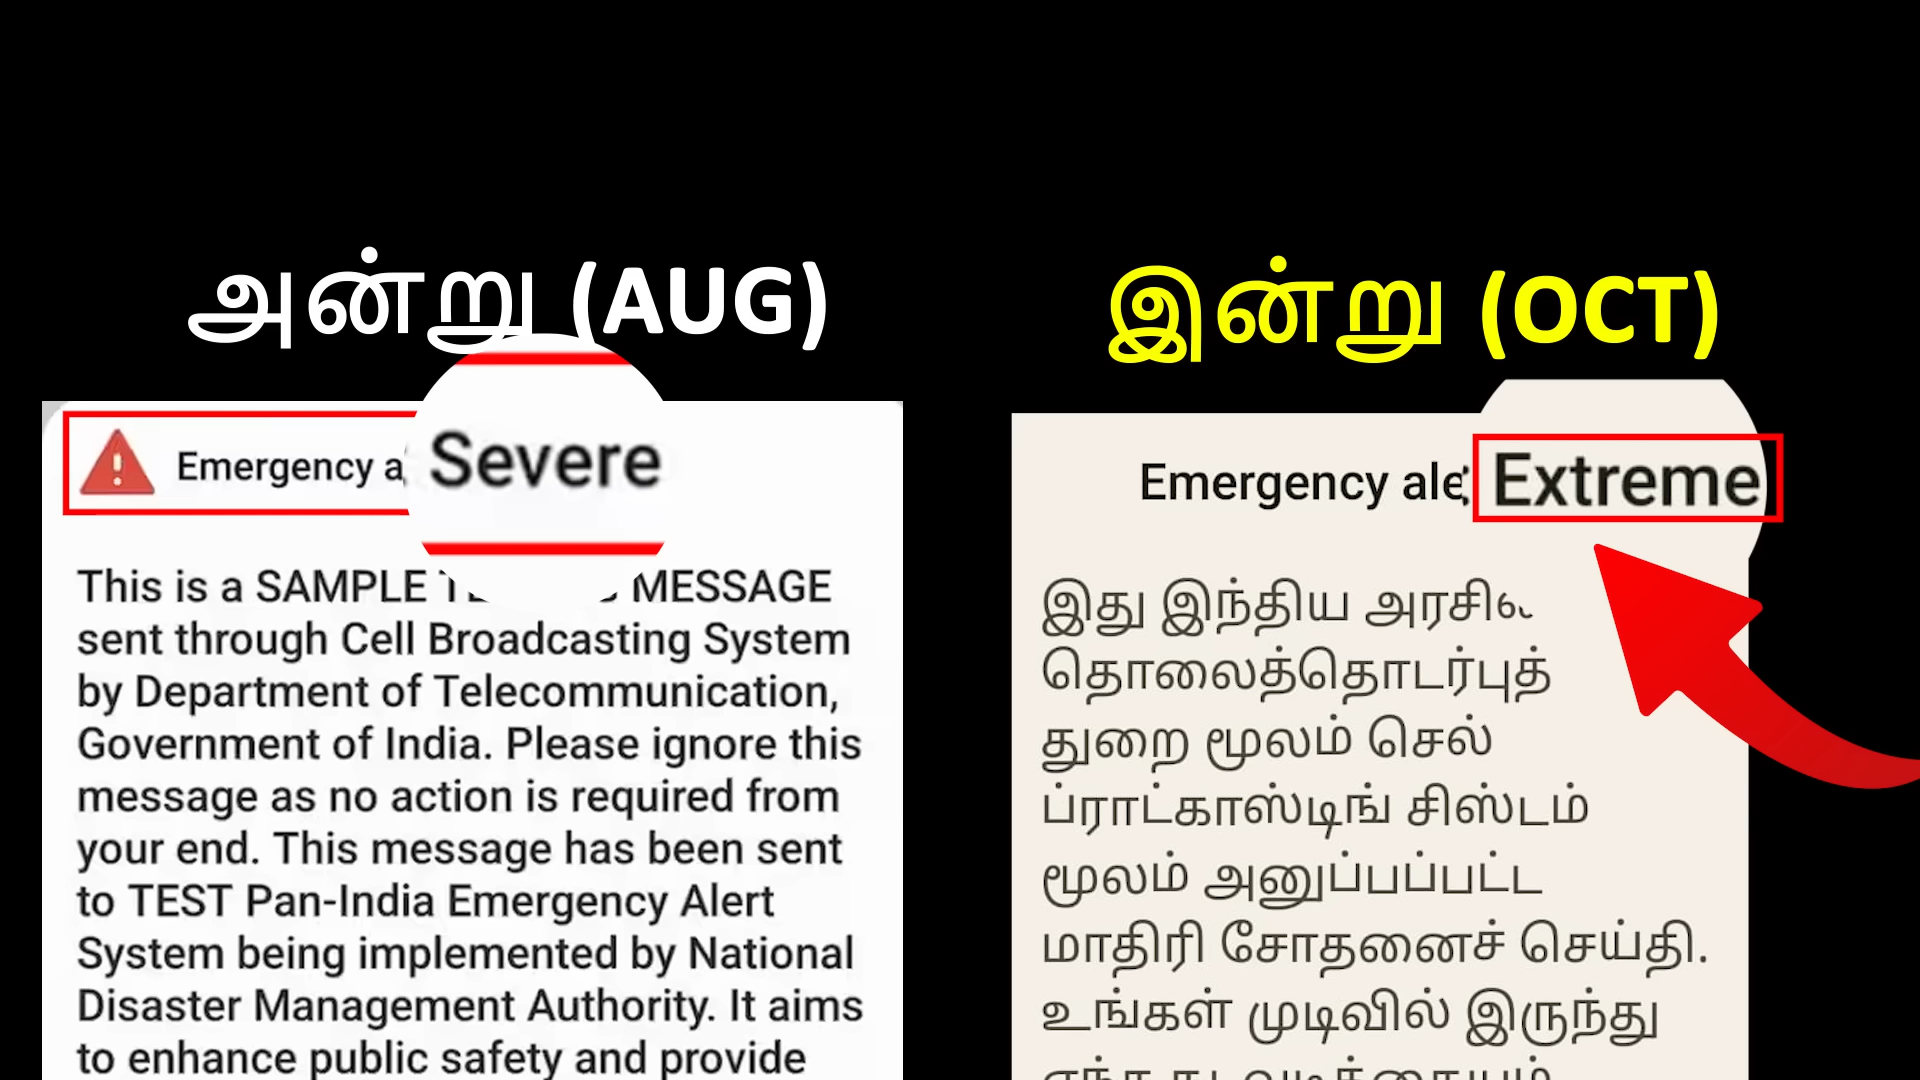 அன்று (AUG)
இன்று (OCT)
Emergency
Severe
This is a SAMPLE MESSAGE
sent through Cell Broadcasting System
by Department of Telecommunication,
Government of India. Please ignore this
message as no action is required from
your end. This message has been sent
to TEST Pan-India Emergency Alert
System being implemented by National
Disaster Management Authority. It aims
to enhance public safety and provide
Emergency
Extreme
இது இந்திய
தொலைத்தொடர்புத்
துறை மூலம் செல்
ப்ராட்காஸ்டிங் சிஸ்டம்
மூலம் அனுப்பப்பட்ட
மாதிரி சோதனைச் செய்தி.
உங்கள் முடிவில் இருந்து